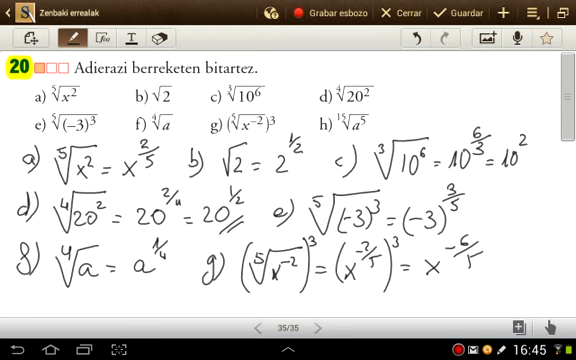 Zenbaki errealak
Grabar esbozo Cerrar Guardar
20 Adierazi berreketen bitartez.
a) ⁵√x² b) √2 c) ³√10⁶ d) ⁴√20²
e) ⁵√(−3)³ f) ⁴√a g) (⁵√x⁻²)³ h) ¹⁵√a⁵
a) ⁵√x² = x^2/5 b) √2 = 2^1/2 c) ³√10⁶ = 10^6/3 = 10²
d) ⁴√20² = 20^2/4 = 20^1/2 e) ⁵√(−3)³ = (−3)^3/5
f) ⁴√a = a^1/4 g) (⁵√x⁻²)³ = (x^−2/5)³ = x^−6/5
35/35
16:45